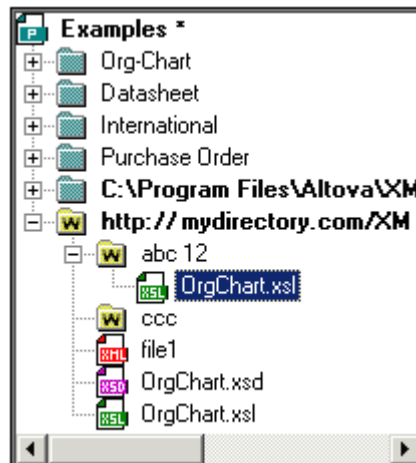 Examples *
Org-Chart
Datasheet
International
Purchase Order
C:\Program Files\Altova\XM
http://mydirectory.com/XM
abc 12
OrgChart.xsl
ccc
file1
OrgChart.xsd
OrgChart.xsl